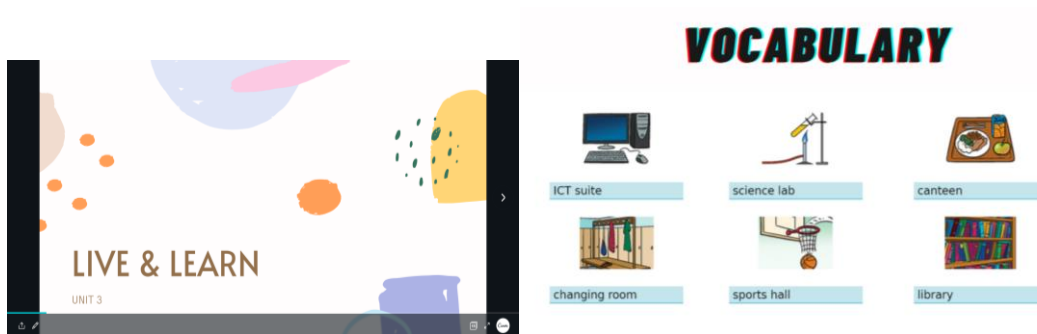 LIVE & LEARN
UNIT 3
VOCABULARY
ICT suite
science lab
canteen
changing room
sports hall
library